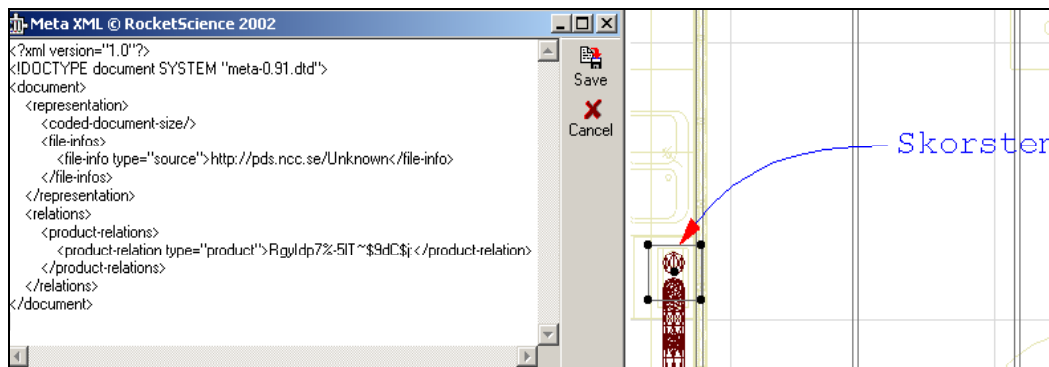 Meta XML © RocketScience 2002
<?xml version="1.0"?>
<!DOCTYPE document SYSTEM "meta-0.91.dtd">
<document>
<representation>
<coded-document-size/>
<file-infos>
<file-info type="source">http://pds.ncc.se/Unknown</file-info>
</file-infos>
</representation>
<relations>
<product-relations>
<product-relation type="product">RgyIdp7%-5IT~$9dC$j:</product-relation>
</product-relations>
</relations>
</document>
Save
Cancel
Skorsten